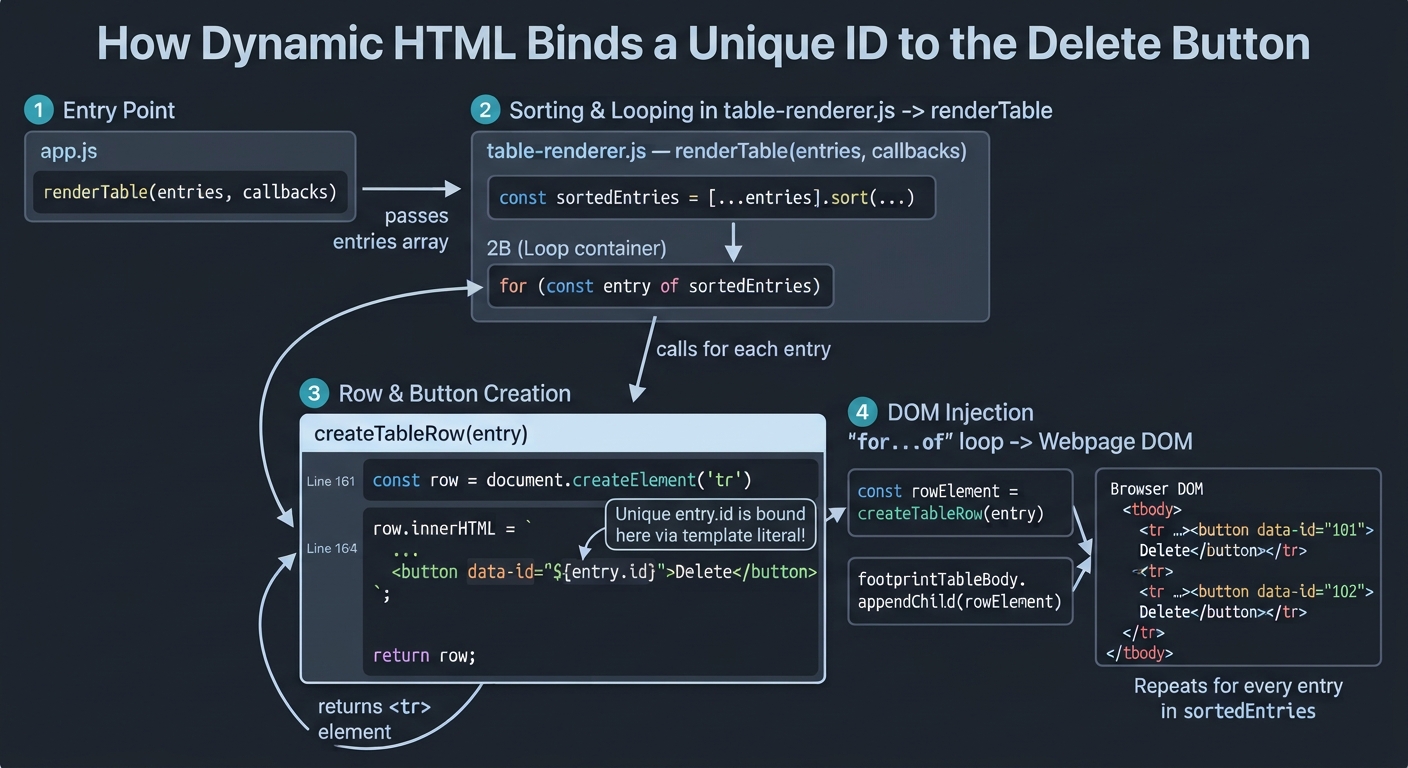 How Dynamic HTML Binds a Unique ID to the Delete Button
1 Entry Point
app.js
renderTable(entries, callbacks)
passes
entries array
2 Sorting & Looping in table-renderer.js -> renderTable
table-renderer.js — renderTable(entries, callbacks)
const sortedEntries = [...entries].sort(...)
2B (Loop container)
for (const entry of sortedEntries)
calls for each entry
3 Row & Button Creation
createTableRow(entry)
Line 161
const row = document.createElement('tr')
Line 164
row.innerHTML = `
...
<button data-id="${entry.id}">Delete</button>
`;
return row;
Unique entry.id is bound
here via template literal!
returns <tr>
element
4 DOM Injection
"for...of" loop -> Webpage DOM
const rowElement =
createTableRow(entry)
footprintTableBody.
appendChild(rowElement)
Browser DOM
<tbody>
<tr …><button data-id="101">
Delete</button></tr>
<tr>
<tr …><button data-id="102">
Delete</button></tr>
</tr>
</tbody>
Repeats for every entry
in sortedEntries